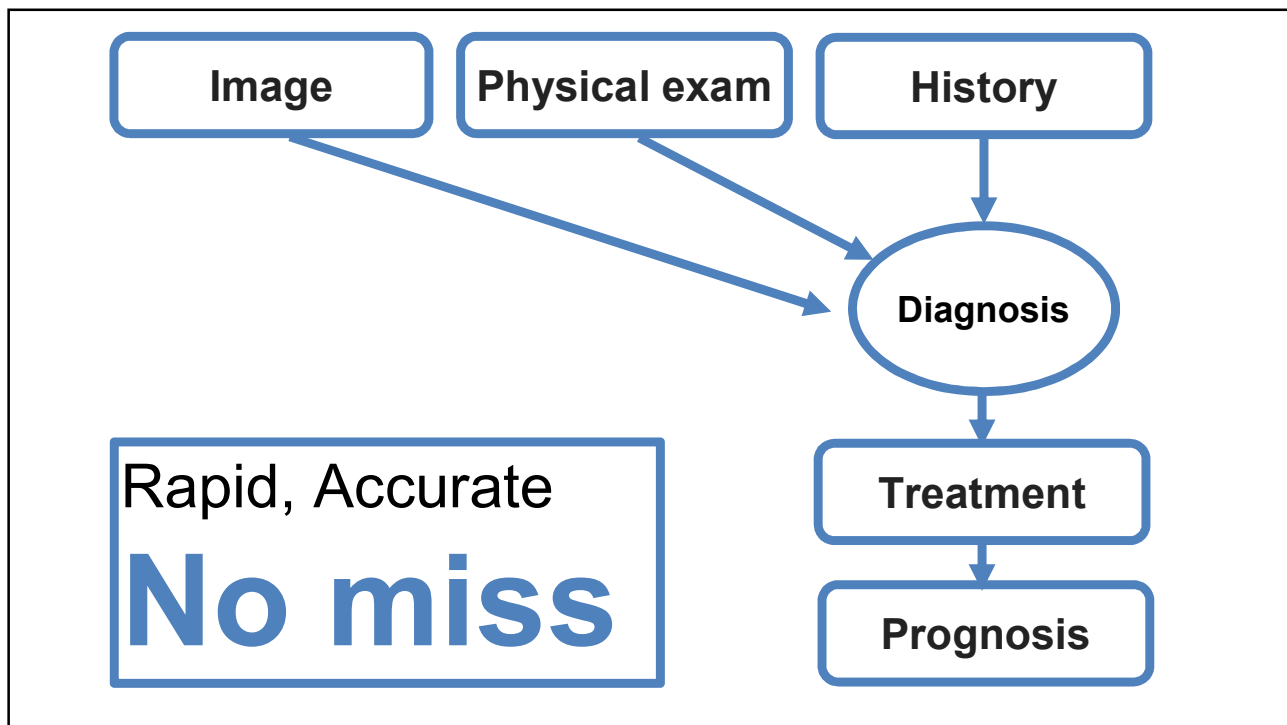 Image
Physical exam
History
Diagnosis
Rapid, Accurate
No miss
Treatment
Prognosis